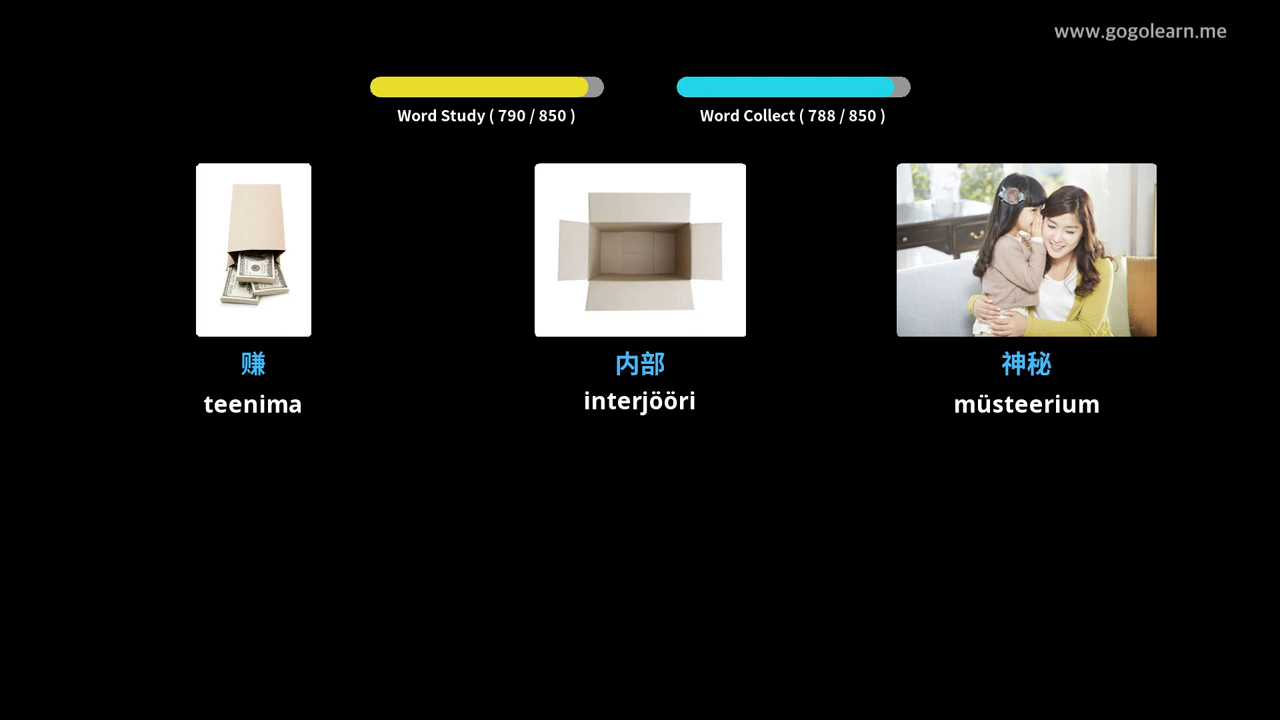 www.gogolearn.me
Word Study ( 790 / 850 )
Word Collect ( 788 / 850 )
赚
内部
神秘
teenima
interjööri
müsteerium